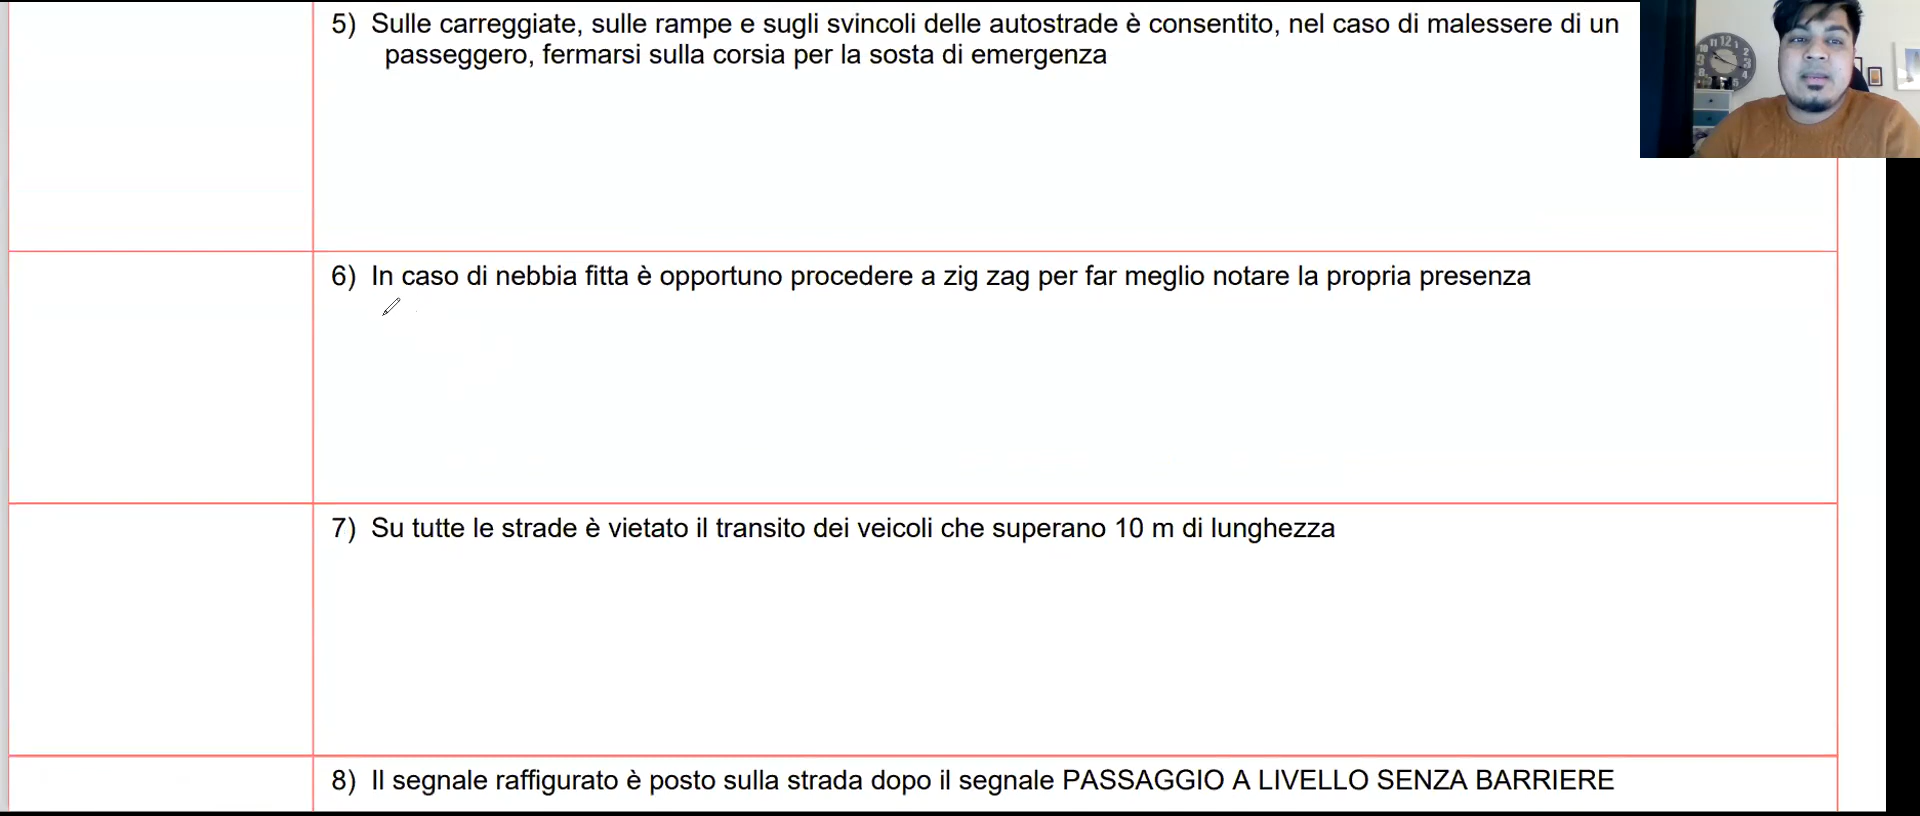 5) Sulle carreggiate, sulle rampe e sugli svincoli delle autostrade è consentito, nel caso di malessere di un
passeggero, fermarsi sulla corsia per la sosta di emergenza
6) In caso di nebbia fitta è opportuno procedere a zig zag per far meglio notare la propria presenza
7) Su tutte le strade è vietato il transito dei veicoli che superano 10 m di lunghezza
8) Il segnale raffigurato è posto sulla strada dopo il segnale PASSAGGIO A LIVELLO SENZA BARRIERE